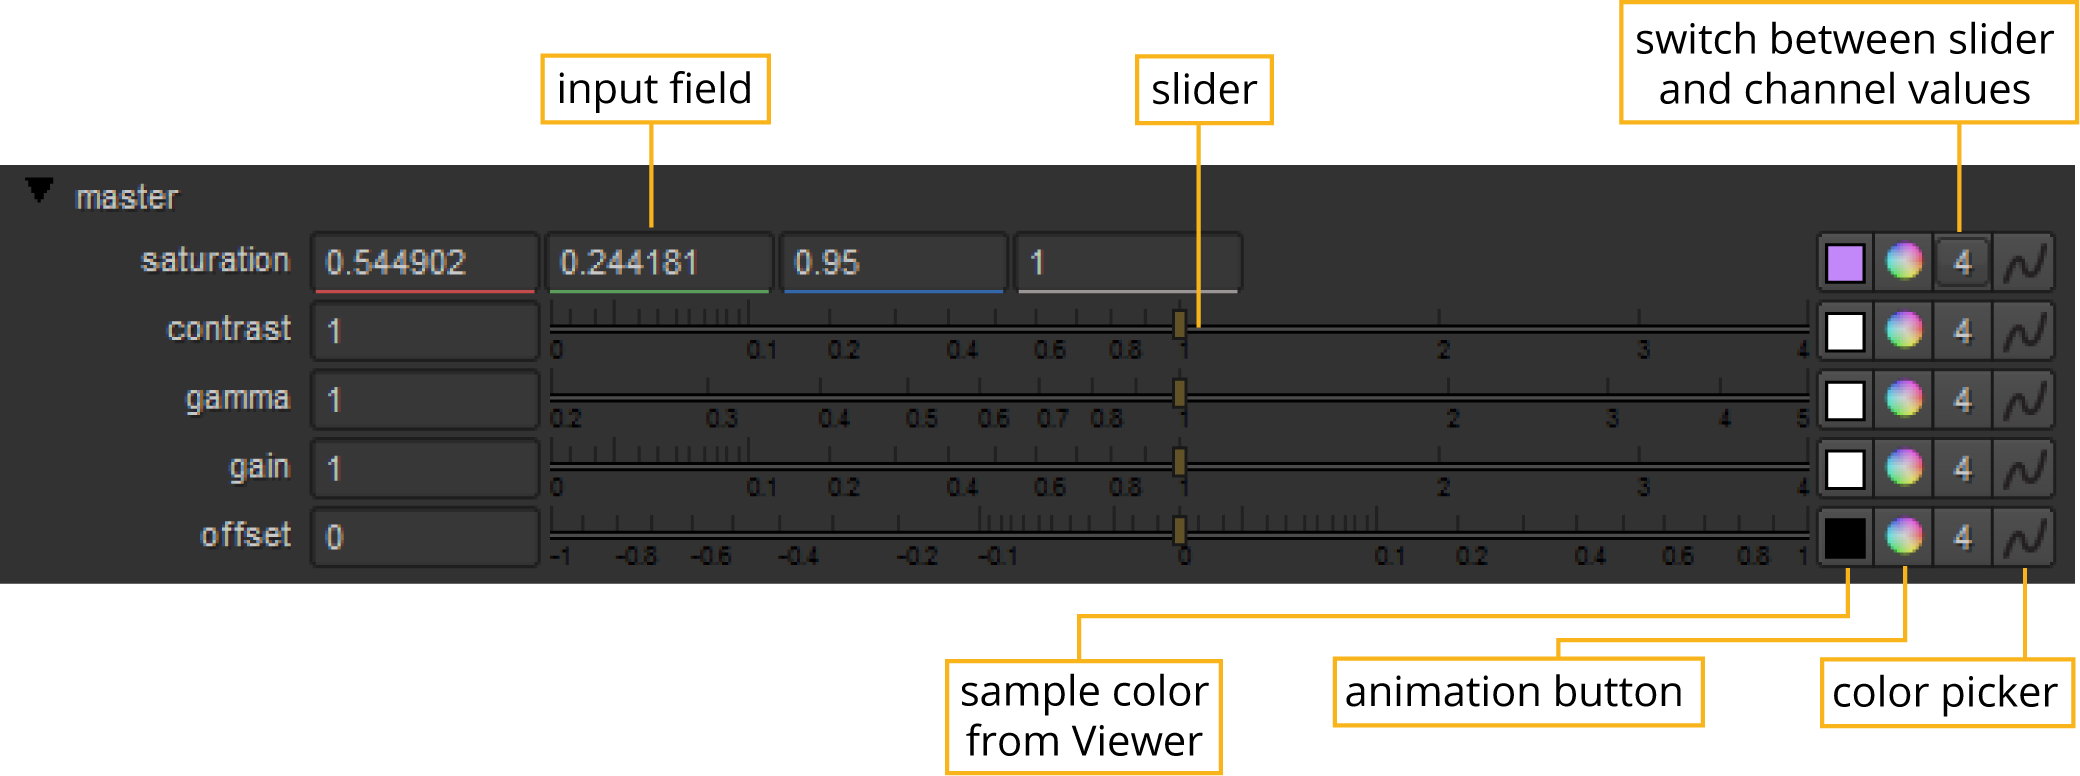 switch between slider
and channel values
input field
slider
master
saturation 0.544902 0.244181 0.95 1 4
contrast 1 0 0.1 0.2 0.4 0.6 0.8 1 2 3 4 4
gamma 1 0.2 0.3 0.4 0.5 0.6 0.7 0.8 1 2 3 4 5 4
gain 1 0 0.1 0.2 0.4 0.6 0.8 1 2 3 4 4
offset 0 -1 -0.8 -0.6 -0.4 -0.2 -0.1 0 0.1 0.2 0.4 0.6 0.8 1 4
sample color
from Viewer
animation button
color picker